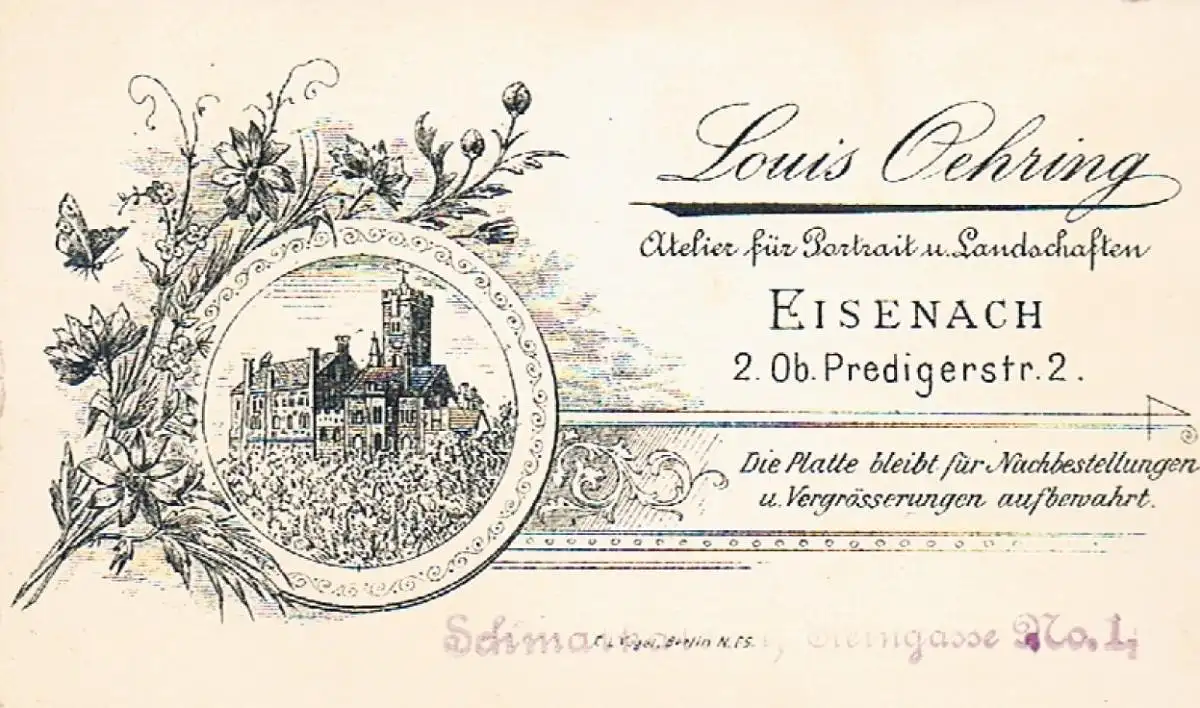 Louis Oehring
Atelier für Portrait u. Landschaften
EISENACH
2. Ob. Predigerstr. 2.
Die Platte bleibt für Nachbestellungen
u. Vergrösserungen aufbewahrt.
Berlin N.
No. 1,